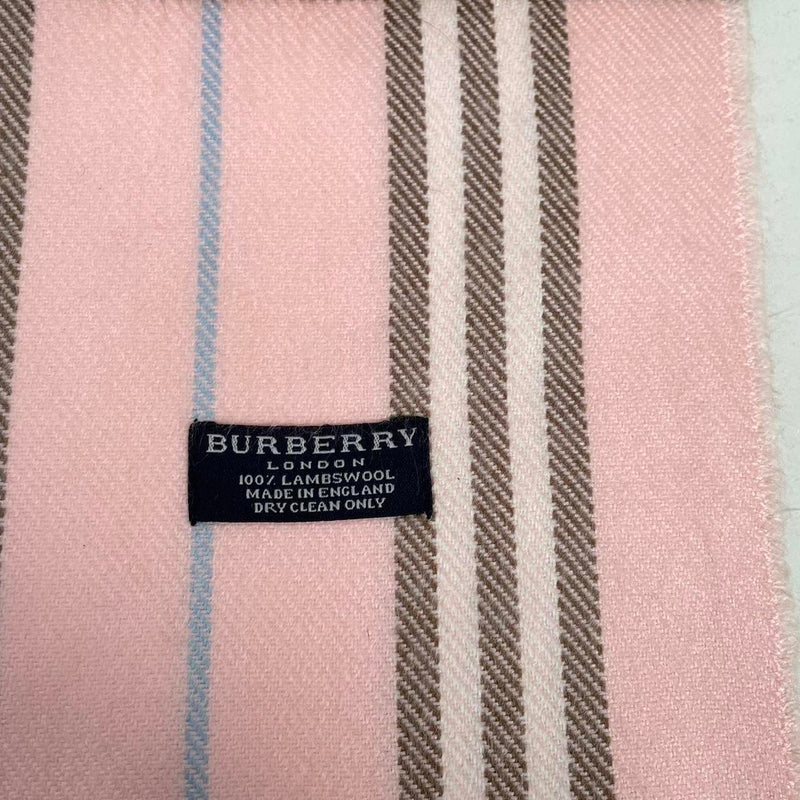 BURBERRY
LONDON
100% LAMBSWOOL
MADE IN ENGLAND
DRY CLEAN ONLY